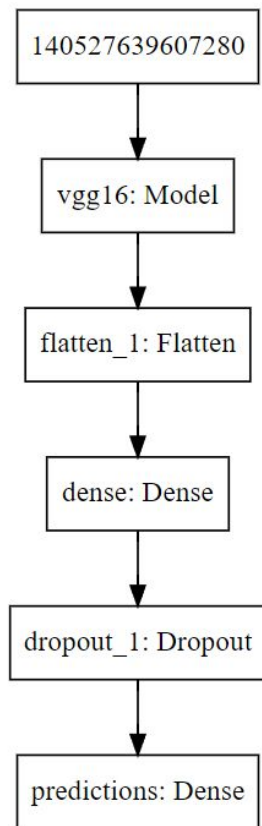 140527639607280
vgg16: Model
flatten_1: Flatten
dense: Dense
dropout_1: Dropout
predictions: Dense